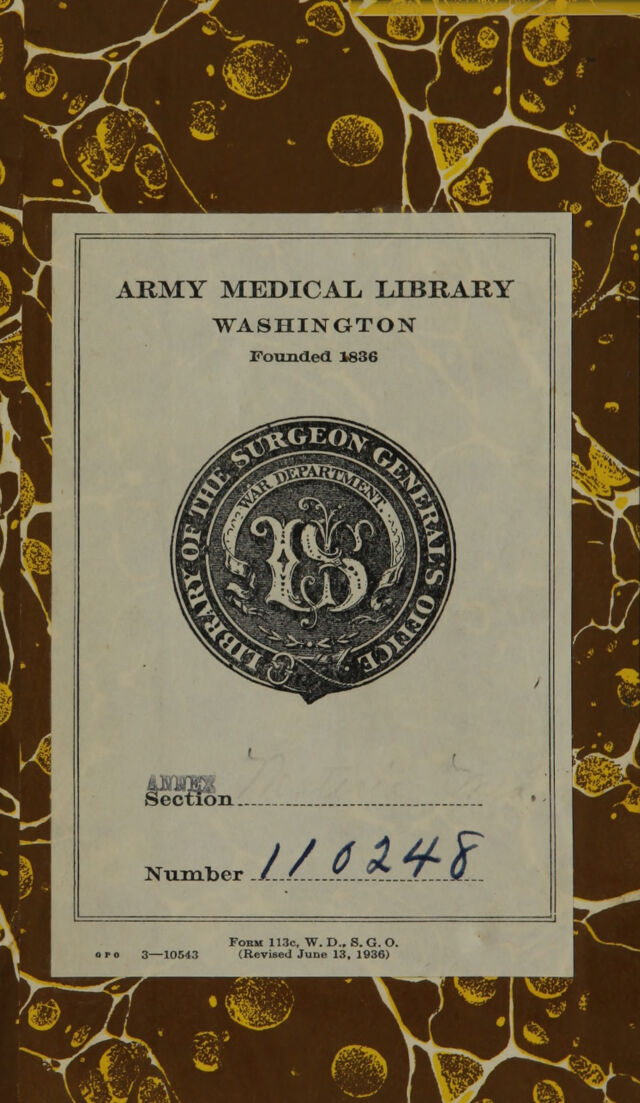 ARMY MEDICAL LIBRARY
WASHINGTON
Founded 1836
LIBRARY OF THE SURGEON GENERAL'S OFFICE
WAR DEPARTMENT.
ANNEX
Section
Number 110248
FORM 113c, W. D., S. G. O.
GPO 3—10543 (Revised June 13, 1936)